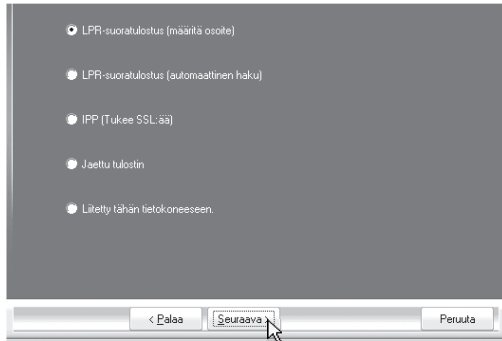 LPR-suoratulostus (määritä osoite)
LPR-suoratulostus (automaattinen haku)
IPP (Tukee SSL:ää)
Jaettu tulostin
Liitetty tähän tietokoneeseen.
< Palaa Seuraava > Peruuta